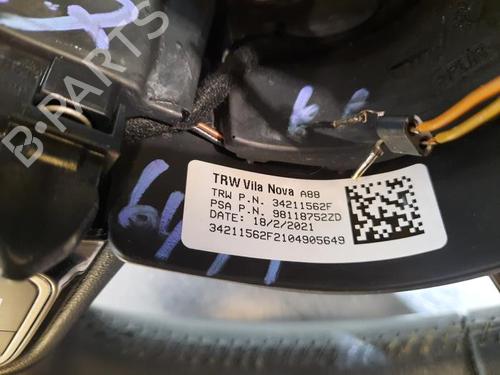 B-PARTS
TRW Vila Nova A88
TRW P.N. 34211562F
PSA P.N. 98118752ZD
DATE: 18/2/2021
34211562F2104905649